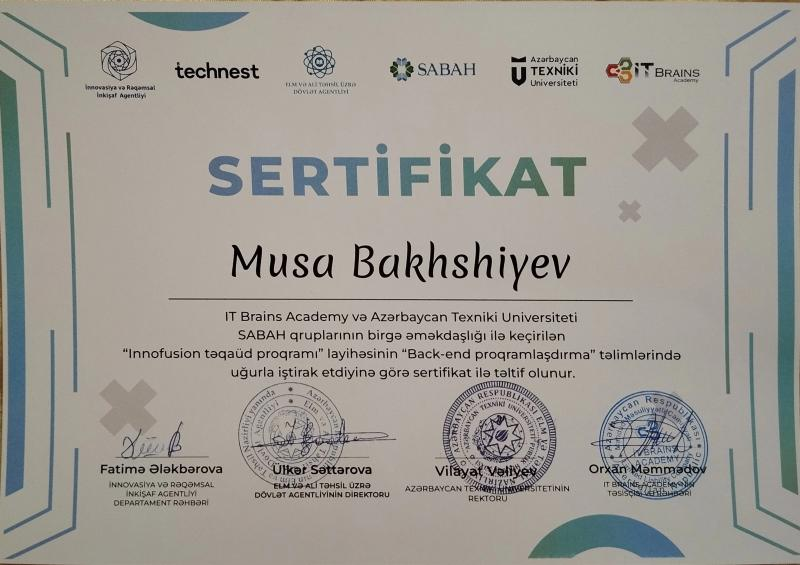 İnnovasiya və Rəqəmsal
İnkişaf Agentliyi
technest
ELM VƏ ALİ TƏHSİL ÜZRƏ
DÖVLƏT AGENTLİYİ
SABAH
Azərbaycan
TEXNİKİ
Universiteti
IT BRAINS
Academy
SERTİFİKAT
Musa Bakhshiyev
IT Brains Academy və Azərbaycan Texniki Universiteti
SABAH qruplarının birgə əməkdaşlığı ilə keçirilən
“Innofusion təqaüd proqramı” layihəsinin “Back-end proqramlaşdırma” təlimlərində
uğurla iştirak etdiyinə görə sertifikat ilə təltif olunur.
Fatimə Ələkbərova
İNNOVASİYA VƏ RƏQƏMSAL
İNKİŞAF AGENTLİYİ
DEPARTAMENT RƏHBƏRİ
Ülkər Səttərova
ELM VƏ ALİ TƏHSİL ÜZRƏ
DÖVLƏT AGENTLİYİNİN DİREKTORU
Vilayət Vəliyev
AZƏRBAYCAN TEXNİKİ UNİVERSİTETİNİN
REKTORU
Orxan Məmmədov
IT BRAINS ACADEMY-NİN
TƏSİSÇİSİ VƏ RƏHBƏRİ